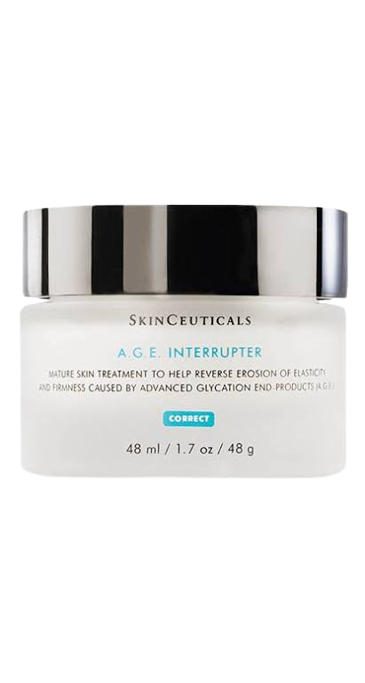 SKINCEUTICALS
A.G.E. INTERRUPTER
MATURE SKIN TREATMENT TO HELP REVERSE EROSION OF ELASTICITY
AND FIRMNESS CAUSED BY ADVANCED GLYCATION END-PRODUCTS (A.G.E.)
CORRECT
48 ml / 1.7 oz / 48 g